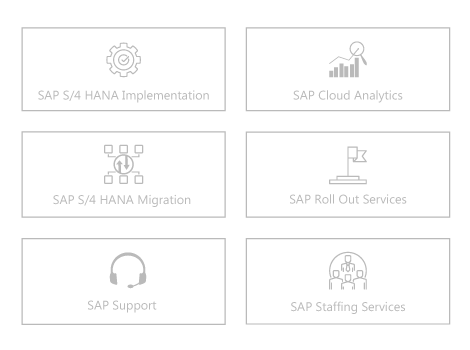 SAP S/4 HANA Implementation
SAP Cloud Analytics
SAP S/4 HANA Migration
SAP Roll Out Services
SAP Support
SAP Staffing Services